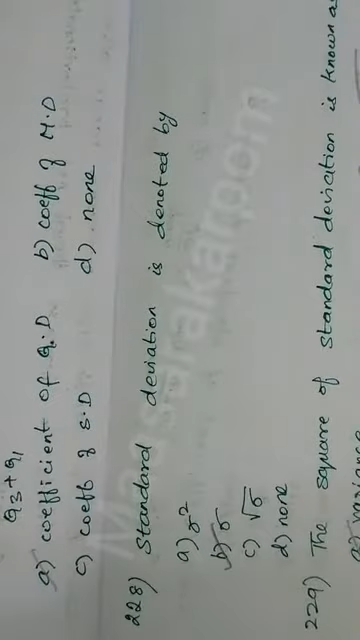 Q3 + Q1
a) coefficient of Q.D b) coeff of M.D
c) coeff of S.D d) none
228) Standard deviation is denoted by
a) σ²
b) σ
c) √σ
d) none
229) The square of standard deviation is known as